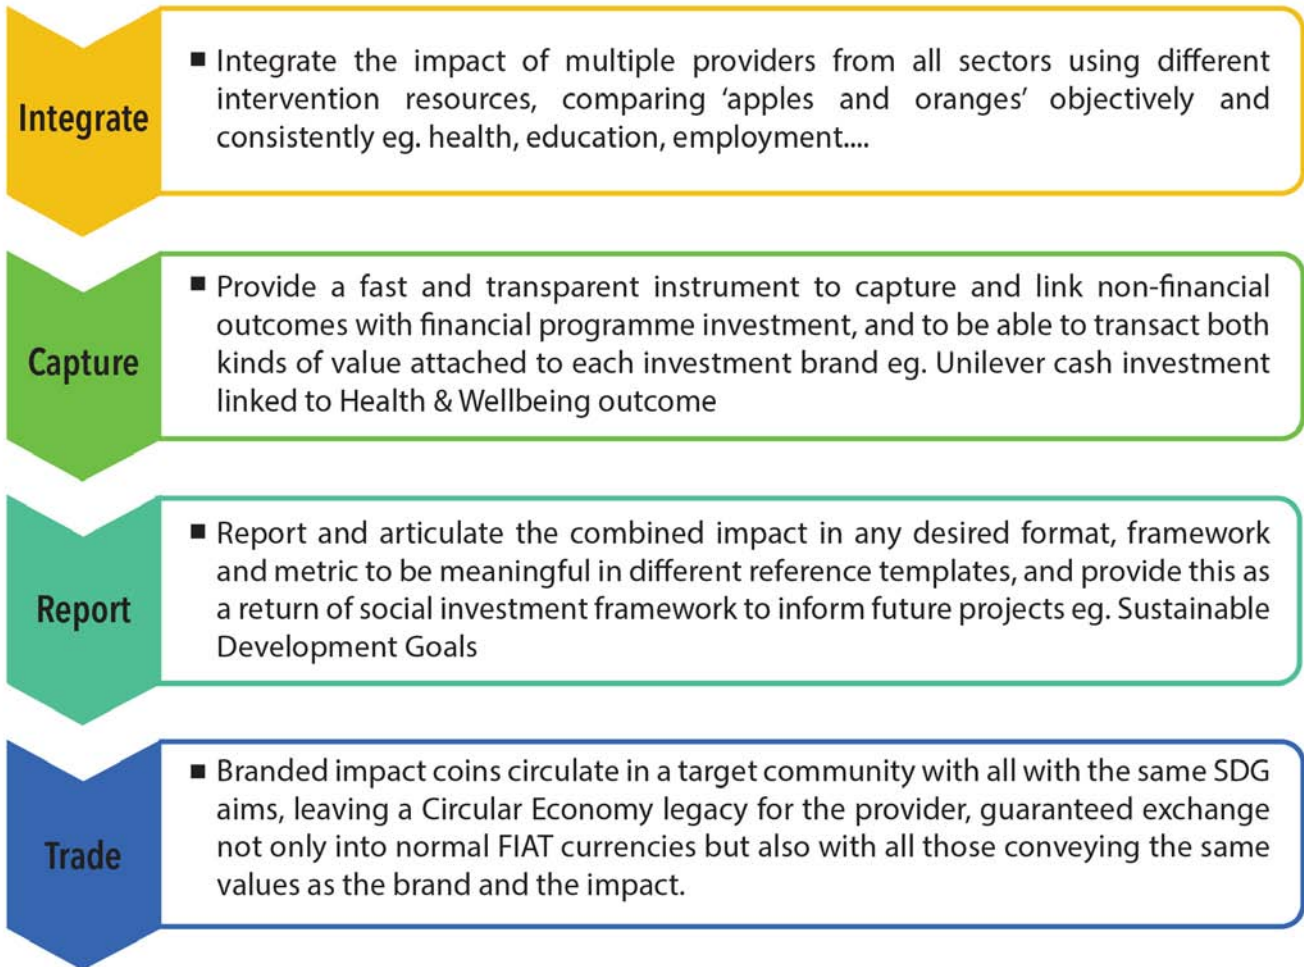 Integrate
■ Integrate the impact of multiple providers from all sectors using different
intervention resources, comparing ‘apples and oranges’ objectively and
consistently eg. health, education, employment....
Capture
■ Provide a fast and transparent instrument to capture and link non-financial
outcomes with financial programme investment, and to be able to transact both
kinds of value attached to each investment brand eg. Unilever cash investment
linked to Health & Wellbeing outcome
Report
■ Report and articulate the combined impact in any desired format, framework
and metric to be meaningful in different reference templates, and provide this as
a return of social investment framework to inform future projects eg. Sustainable
Development Goals
Trade
■ Branded impact coins circulate in a target community with all with the same SDG
aims, leaving a Circular Economy legacy for the provider, guaranteed exchange
not only into normal FIAT currencies but also with all those conveying the same
values as the brand and the impact.